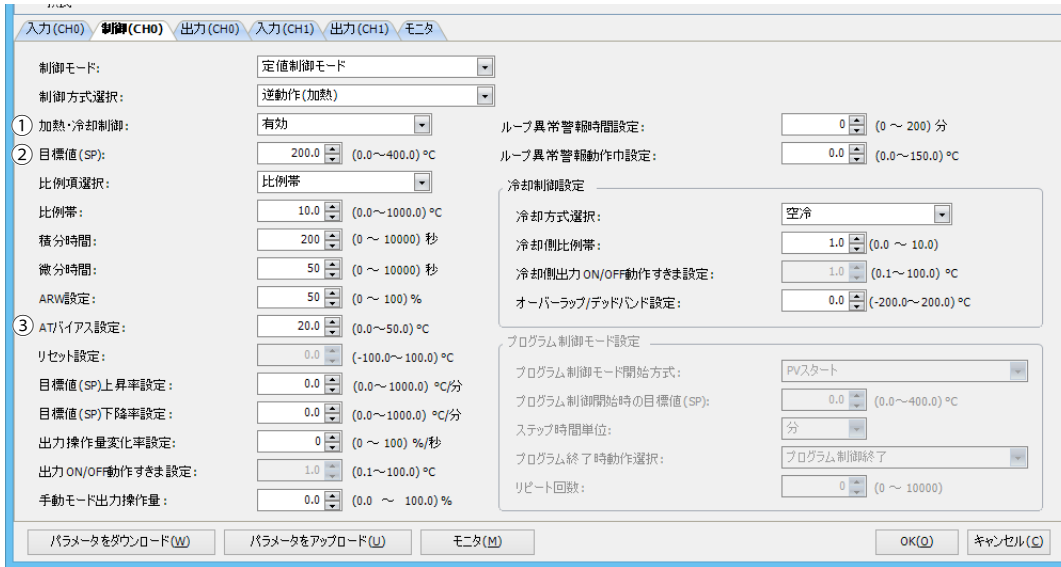 入力(CH0) 制御(CH0) 出力(CH0) 入力(CH1) 出力(CH1) モニタ
制御モード: 定値制御モード
制御方式選択: 逆動作(加熱)
① 加熱・冷却制御: 有効
② 目標値(SP): 200.0 (0.0～400.0) °C
比例項選択: 比例帯
比例帯: 10.0 (0.0～1000.0) °C
積分時間: 200 (0 ～ 10000) 秒
微分時間: 50 (0 ～ 10000) 秒
ARW設定: 50 (0 ～ 100) %
③ ATバイアス設定: 20.0 (0.0～50.0) °C
リセット設定: 0.0 (-100.0～100.0) °C
目標値(SP)上昇率設定: 0.0 (0.0～1000.0) °C/分
目標値(SP)下降率設定: 0.0 (0.0～1000.0) °C/分
出力操作量変化率設定: 0 (0 ～ 100) %/秒
出力ON/OFF動作すきま設定: 1.0 (0.1～100.0) °C
手動モード出力操作量: 0.0 (0.0 ～ 100.0) %
ループ異常警報時間設定: 0 (0 ～ 200) 分
ループ異常警報動作巾設定: 0.0 (0.0～150.0) °C
冷却制御設定
冷却方式選択: 空冷
冷却側比例帯: 1.0 (0.0 ～ 10.0)
冷却側出力ON/OFF動作すきま設定: 1.0 (0.1～100.0) °C
オーバーラップ/デッドバンド設定: 0.0 (-200.0～200.0) °C
プログラム制御モード設定
プログラム制御モード開始方式: PVスタート
プログラム制御開始時の目標値(SP): 0.0 (0.0～400.0) °C
ステップ時間単位: 分
プログラム終了時動作選択: プログラム制御終了
リピート回数: 0 (0 ～ 10000)
パラメータをダウンロード(W) パラメータをアップロード(U) モニタ(M) OK(O) キャンセル(C)